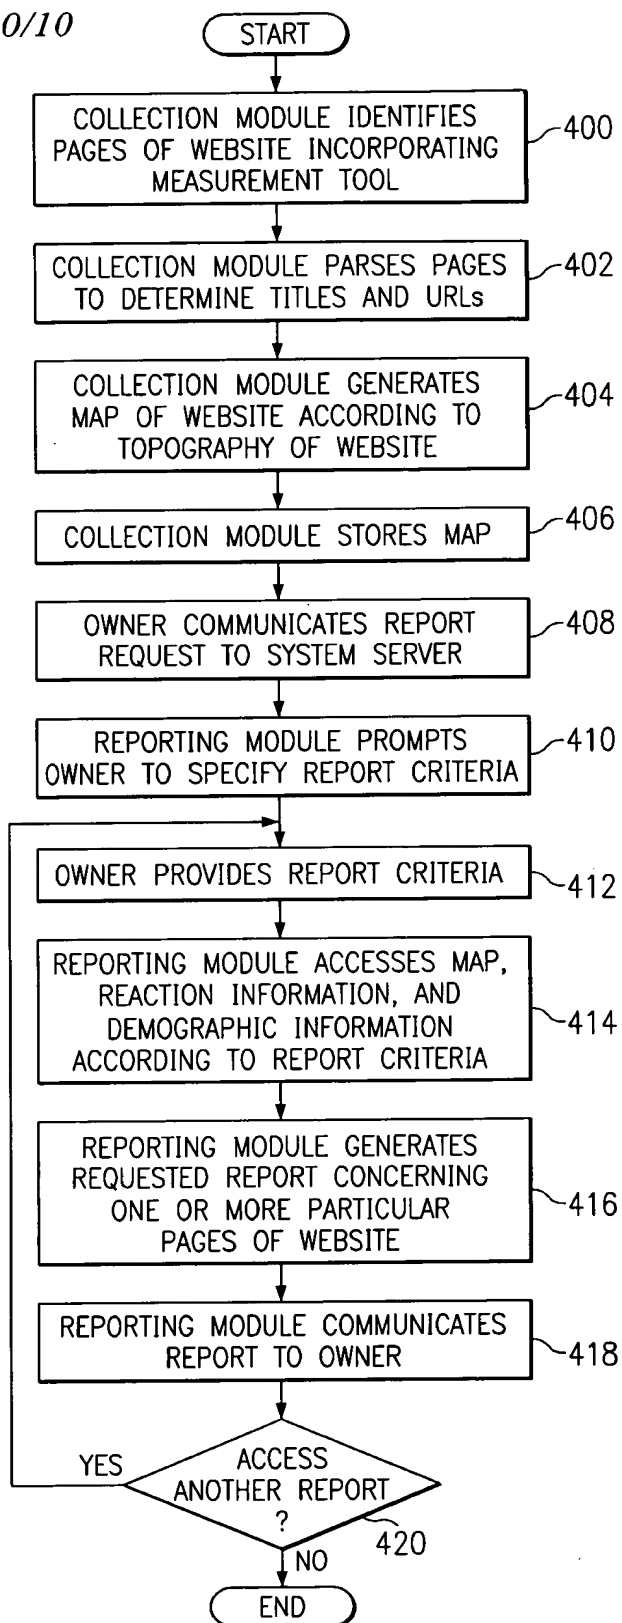 0/10
START
COLLECTION MODULE IDENTIFIES
PAGES OF WEBSITE INCORPORATING
MEASUREMENT TOOL
400
COLLECTION MODULE PARSES PAGES
TO DETERMINE TITLES AND URLs
402
COLLECTION MODULE GENERATES
MAP OF WEBSITE ACCORDING TO
TOPOGRAPHY OF WEBSITE
404
COLLECTION MODULE STORES MAP
406
OWNER COMMUNICATES REPORT
REQUEST TO SYSTEM SERVER
408
REPORTING MODULE PROMPTS
OWNER TO SPECIFY REPORT CRITERIA
410
OWNER PROVIDES REPORT CRITERIA
412
REPORTING MODULE ACCESSES MAP,
REACTION INFORMATION, AND
DEMOGRAPHIC INFORMATION
ACCORDING TO REPORT CRITERIA
414
REPORTING MODULE GENERATES
REQUESTED REPORT CONCERNING
ONE OR MORE PARTICULAR
PAGES OF WEBSITE
416
REPORTING MODULE COMMUNICATES
REPORT TO OWNER
418
YES
ACCESS
ANOTHER REPORT
?
420
NO
END